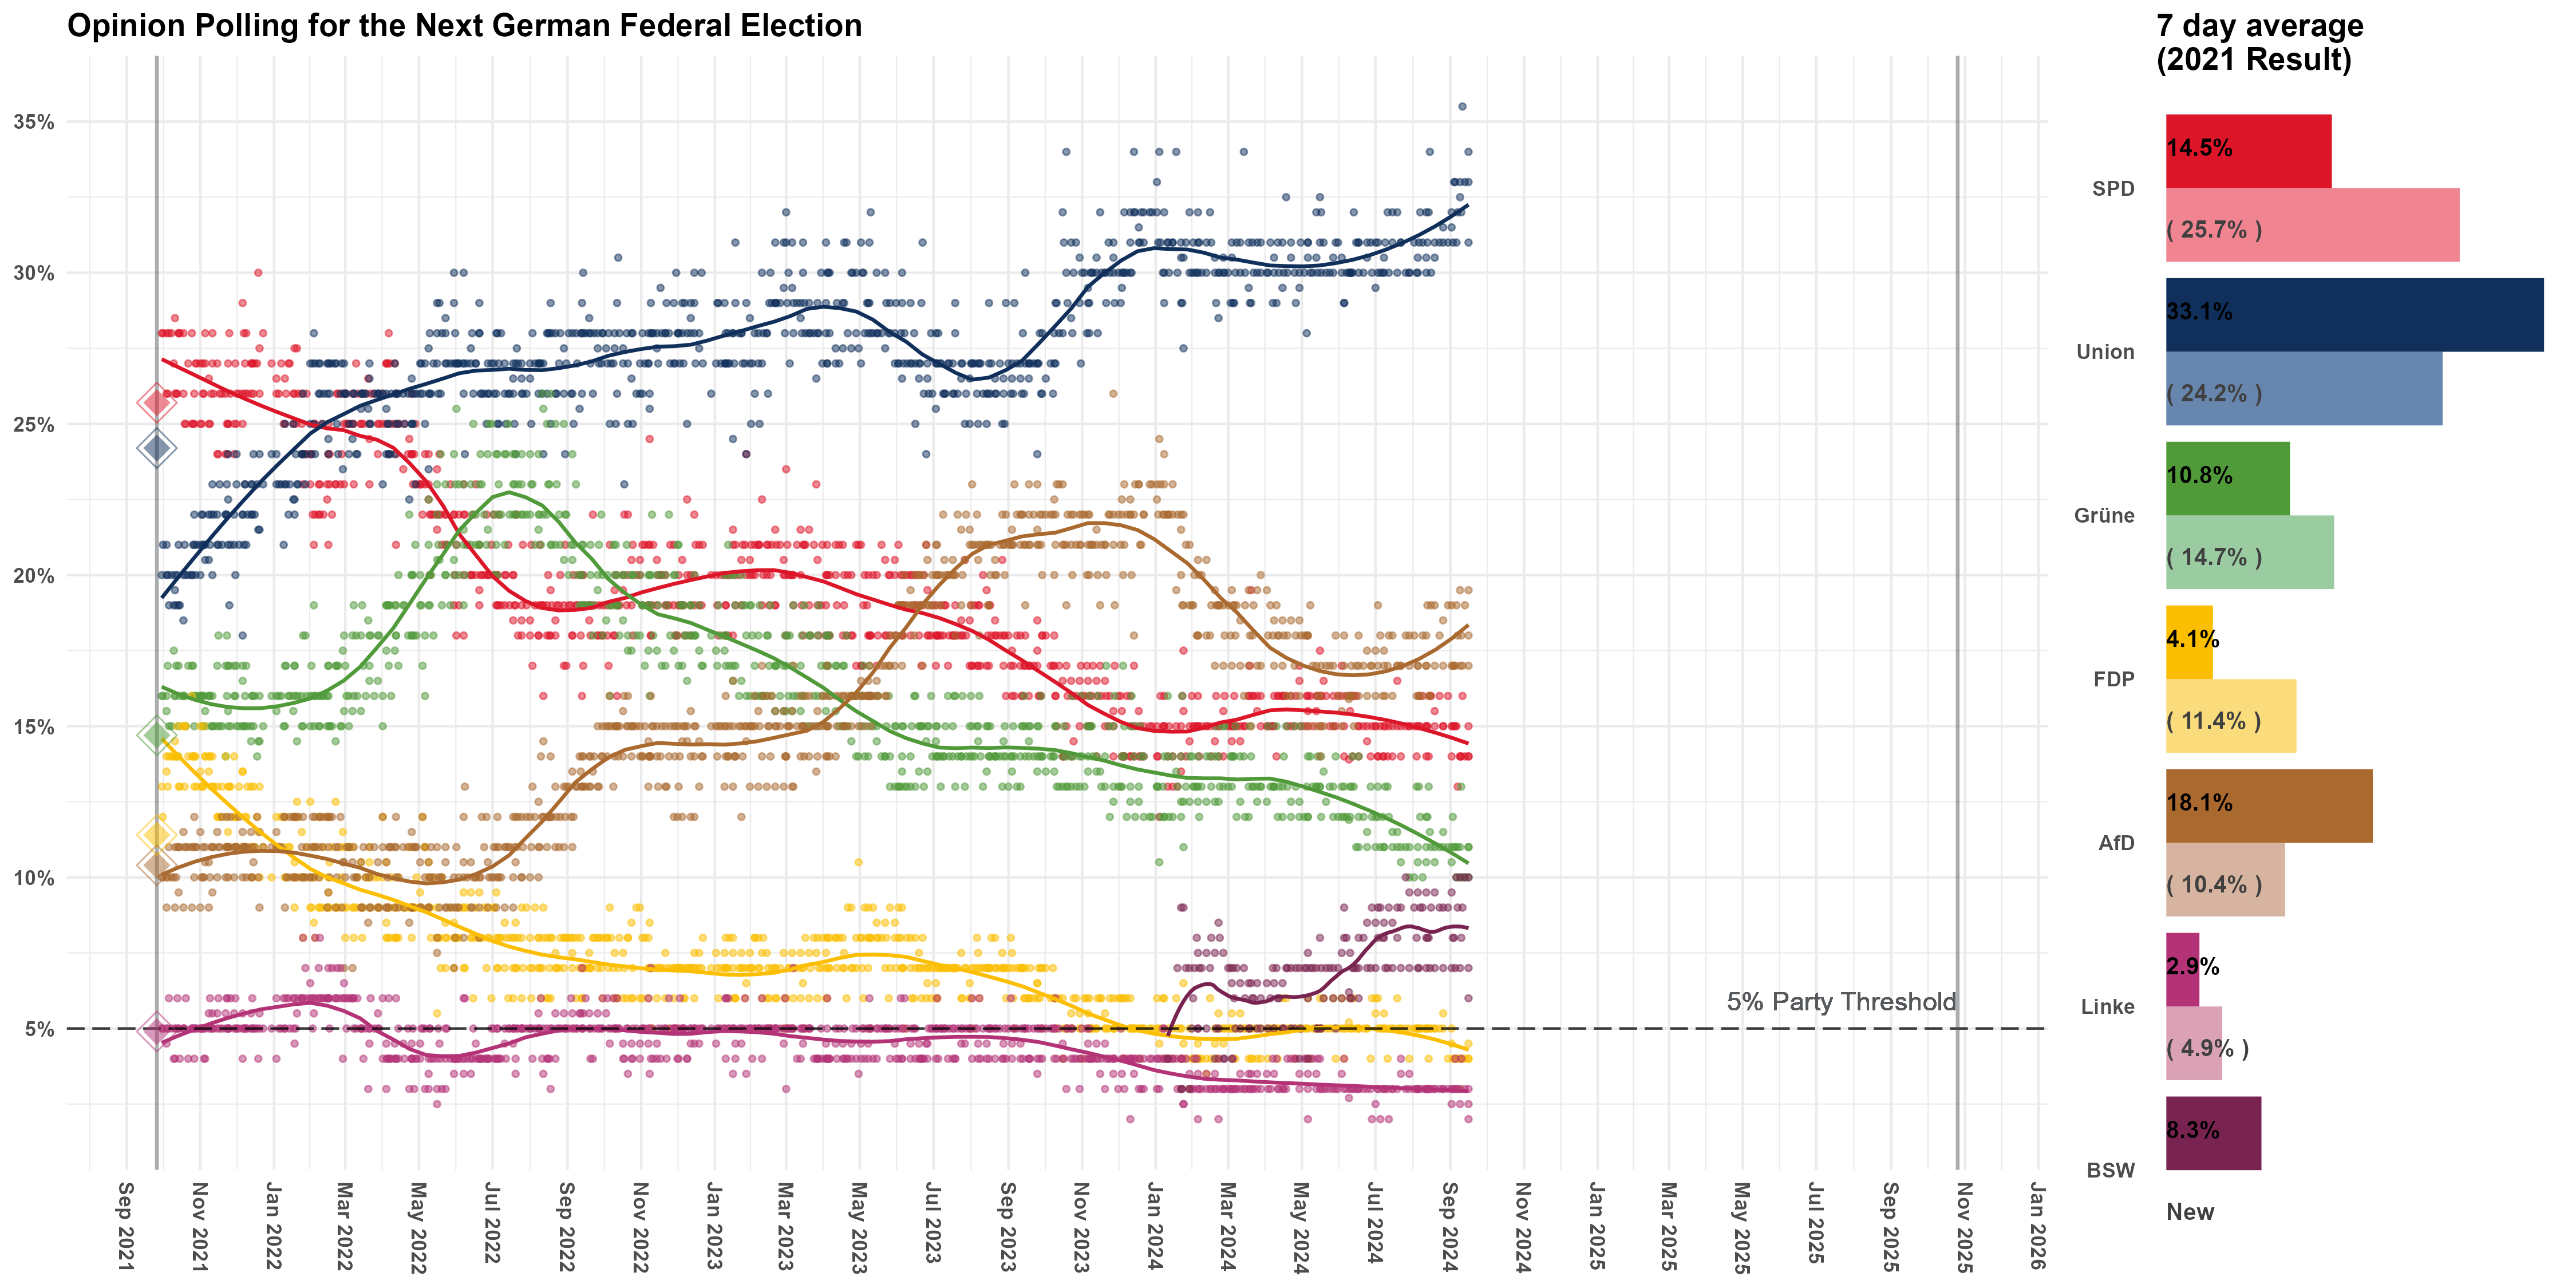 Opinion Polling for the Next German Federal Election
7 day average
(2021 Result)
35%
30%
25%
20%
15%
10%
5%
5% Party Threshold
Sep 2021
Nov 2021
Jan 2022
Mar 2022
May 2022
Jul 2022
Sep 2022
Nov 2022
Jan 2023
Mar 2023
May 2023
Jul 2023
Sep 2023
Nov 2023
Jan 2024
Mar 2024
May 2024
Jul 2024
Sep 2024
Nov 2024
Jan 2025
Mar 2025
May 2025
Jul 2025
Sep 2025
Nov 2025
Jan 2026
14.5%
SPD
( 25.7% )
33.1%
Union
( 24.2% )
10.8%
Grüne
( 14.7% )
4.1%
FDP
( 11.4% )
18.1%
AfD
( 10.4% )
2.9%
Linke
( 4.9% )
8.3%
BSW
New